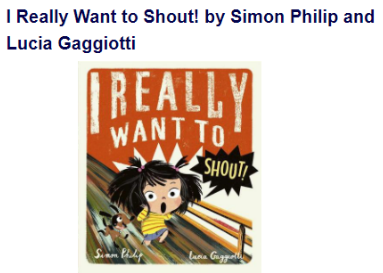 I Really Want to Shout! by Simon Philip and
Lucia Gaggiotti
I REALLY
WANT TO
SHOUT!
Simon Philip
Lucia Gaggiotti